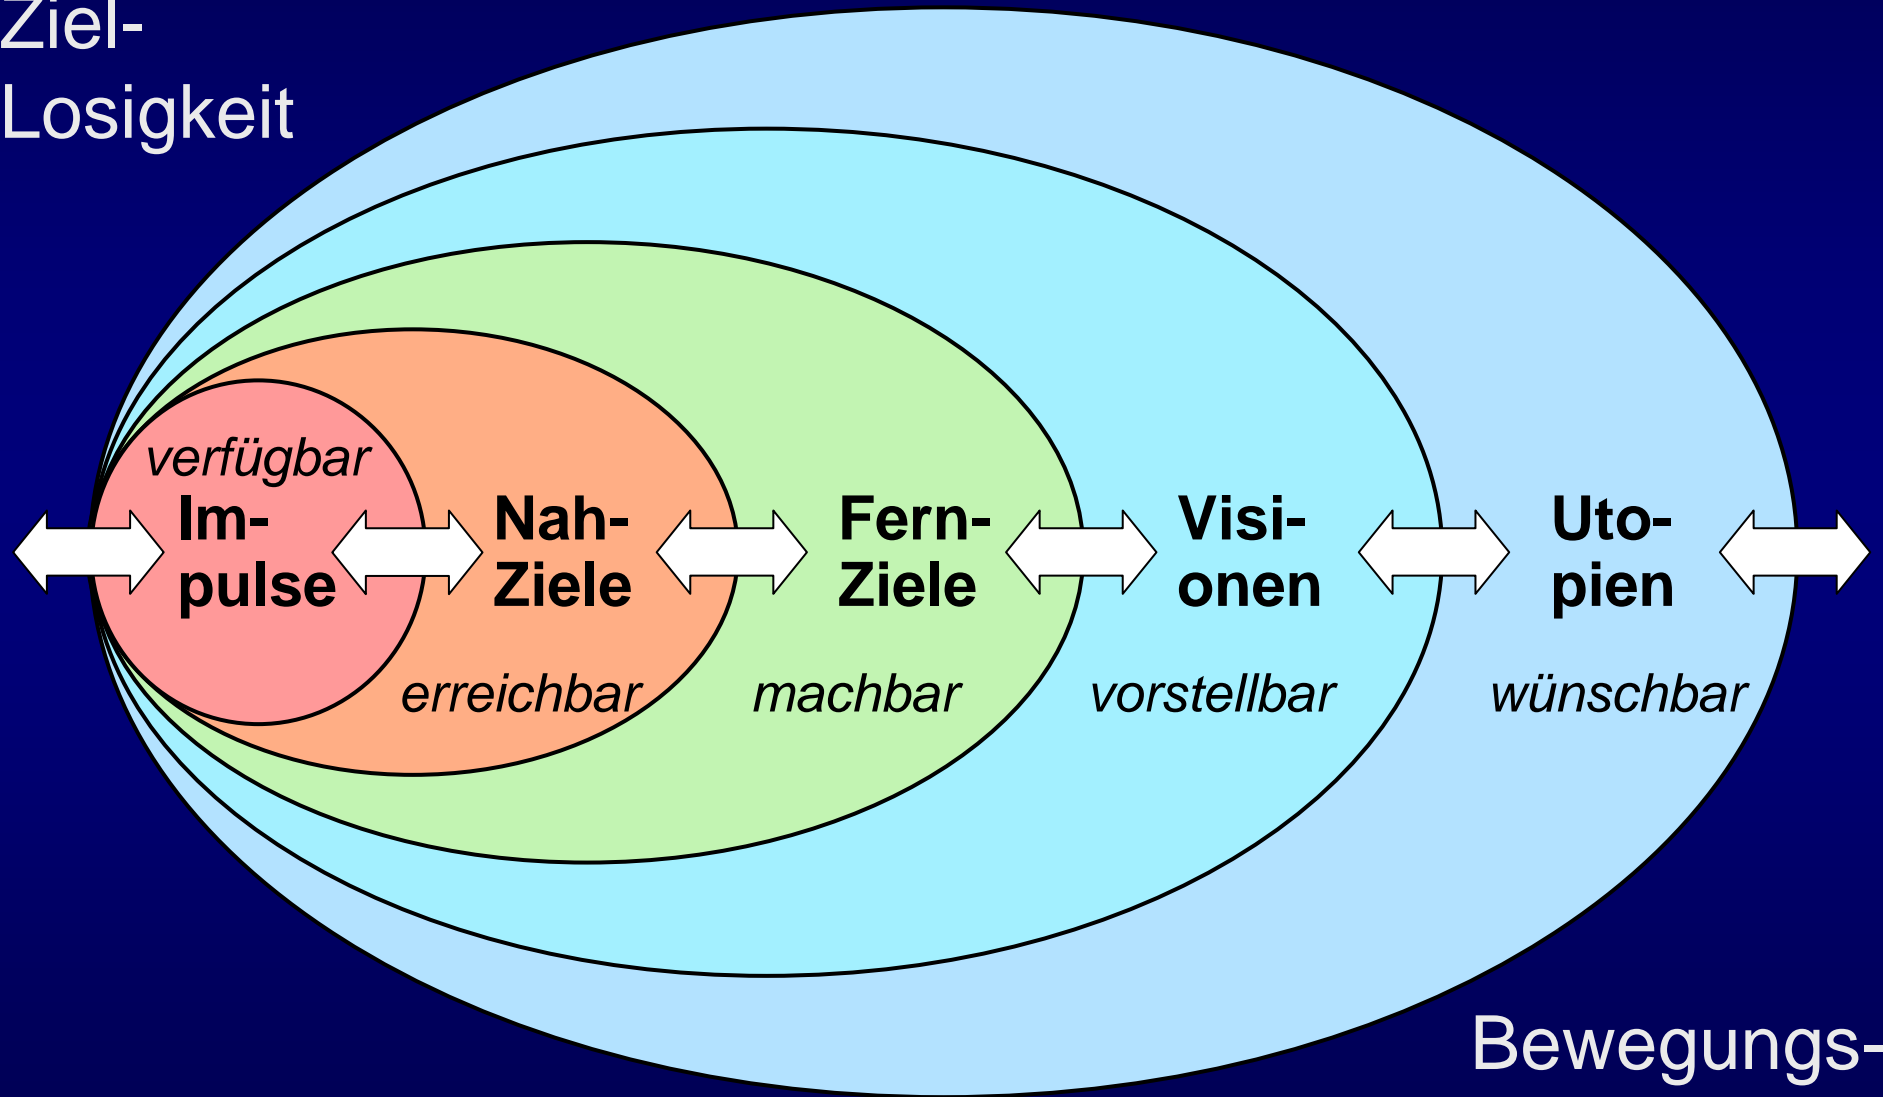 Ziel-
Losigkeit
verfügbar
Im-
pulse
Nah-
Ziele
Fern-
Ziele
Visi-
onen
Uto-
pien
erreichbar
machbar
vorstellbar
wünschbar
Bewegungs-